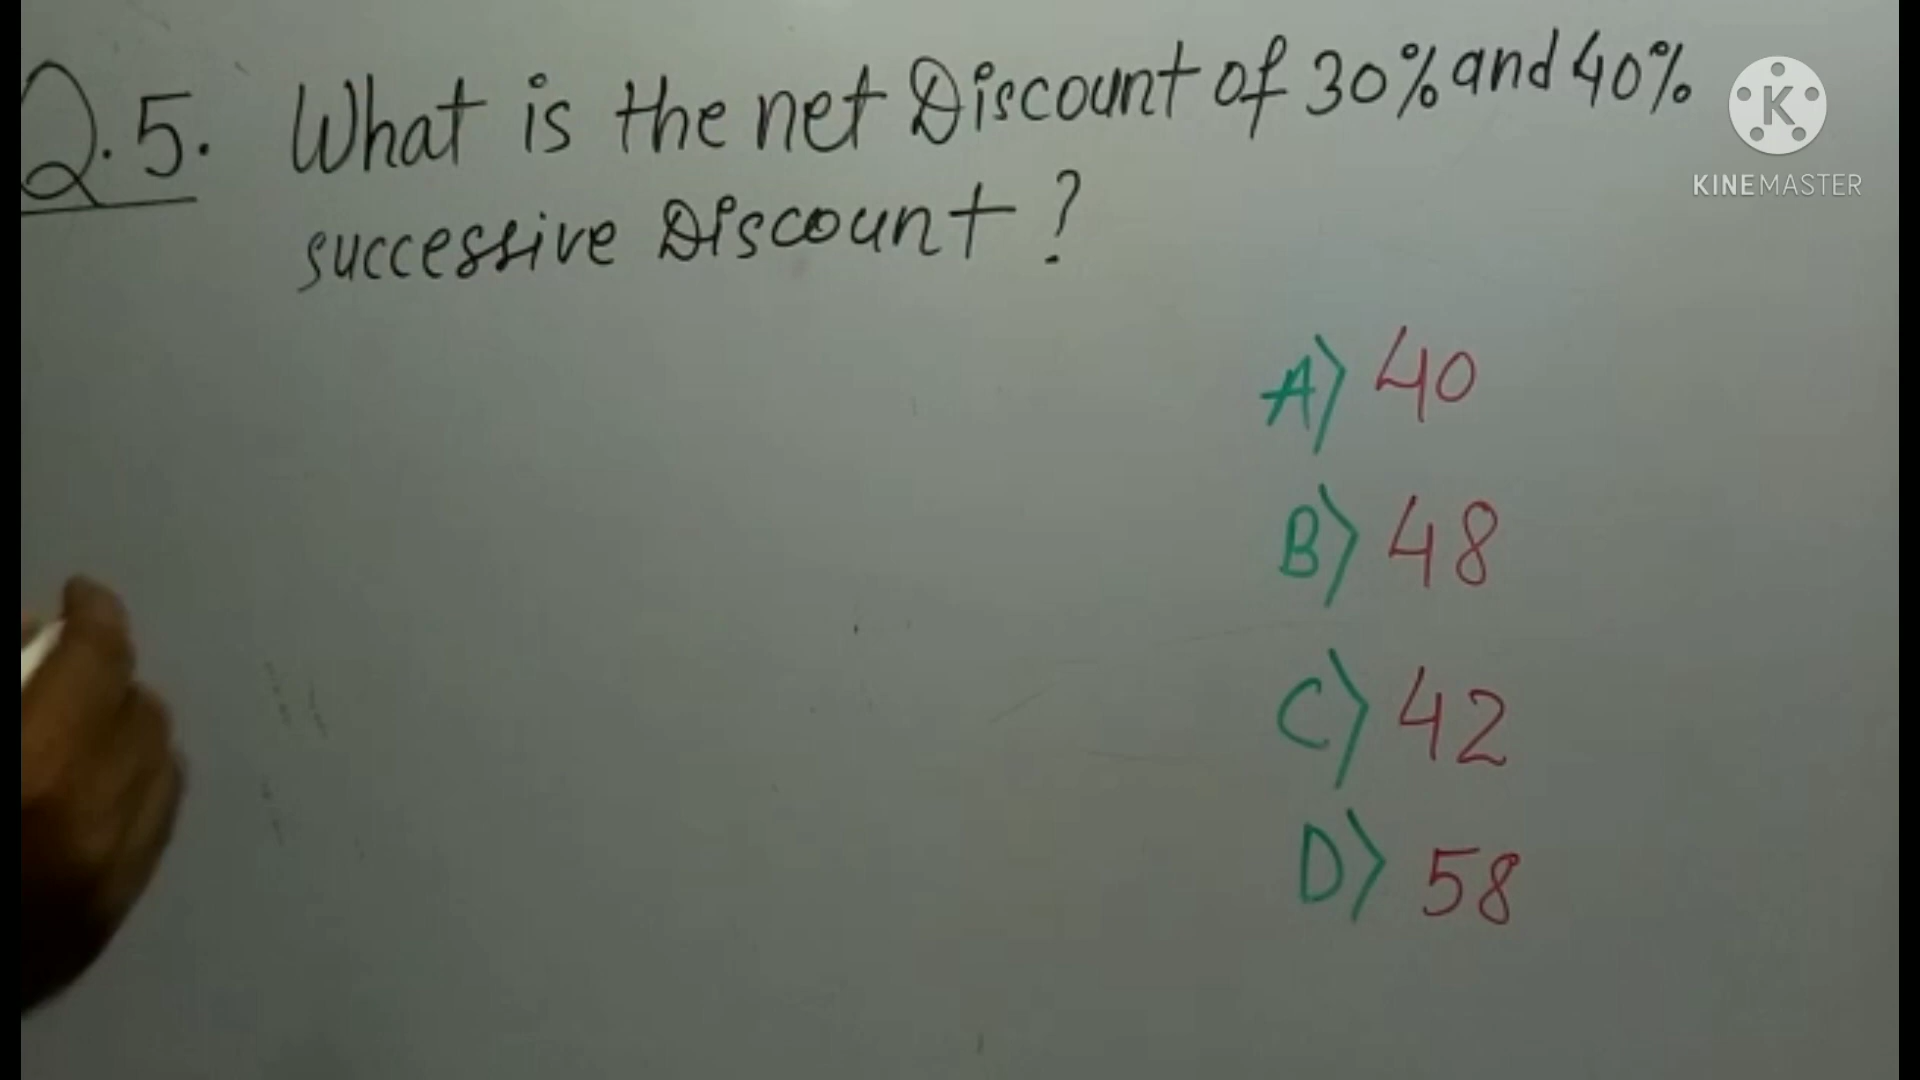 Q.5. What is the net Discount of 30% and 40%
successive Discount ?
A) 40
B) 48
C) 42
D) 58
K
KINEMASTER